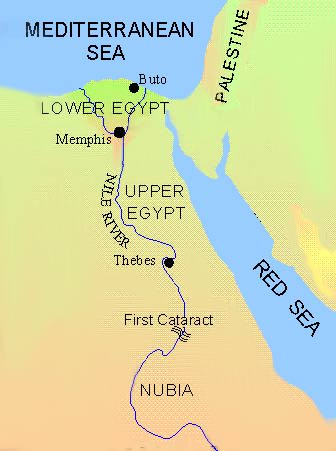 MEDITERRANEAN
SEA
PALESTINE
Buto
LOWER EGYPT
Memphis
NILE RIVER
UPPER
EGYPT
Thebes
RED SEA
First Cataract
NUBIA